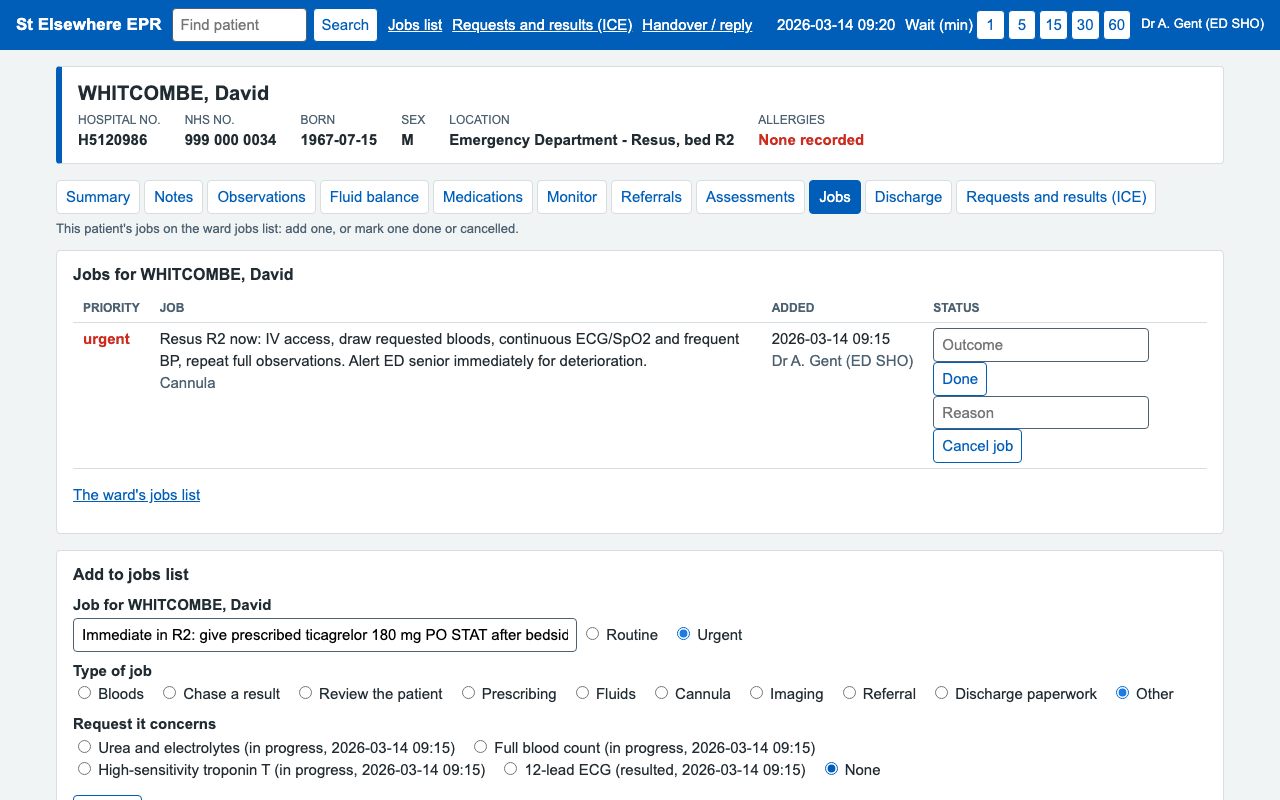 St Elsewhere EPR Find patient Search Jobs list Requests and results (ICE) Handover / reply 2026-03-14 09:20 Wait (min) 1 5 15 30 60 Dr A. Gent (ED SHO)
WHITCOMBE, David
HOSPITAL NO. NHS NO. BORN SEX LOCATION ALLERGIES
H5120986 999 000 0034 1967-07-15 M Emergency Department - Resus, bed R2 None recorded
Summary Notes Observations Fluid balance Medications Monitor Referrals Assessments Jobs Discharge Requests and results (ICE)
This patient's jobs on the ward jobs list: add one, or mark one done or cancelled.
Jobs for WHITCOMBE, David
PRIORITY JOB ADDED STATUS
urgent Resus R2 now: IV access, draw requested bloods, continuous ECG/SpO2 and frequent 2026-03-14 09:15 Outcome
BP, repeat full observations. Alert ED senior immediately for deterioration. Dr A. Gent (ED SHO)
Cannula Done
Reason
Cancel job
The ward's jobs list
Add to jobs list
Job for WHITCOMBE, David
Immediate in R2: give prescribed ticagrelor 180 mg PO STAT after bedsid Routine Urgent
Type of job
Bloods Chase a result Review the patient Prescribing Fluids Cannula Imaging Referral Discharge paperwork Other
Request it concerns
Urea and electrolytes (in progress, 2026-03-14 09:15) Full blood count (in progress, 2026-03-14 09:15)
High-sensitivity troponin T (in progress, 2026-03-14 09:15) 12-lead ECG (resulted, 2026-03-14 09:15) None